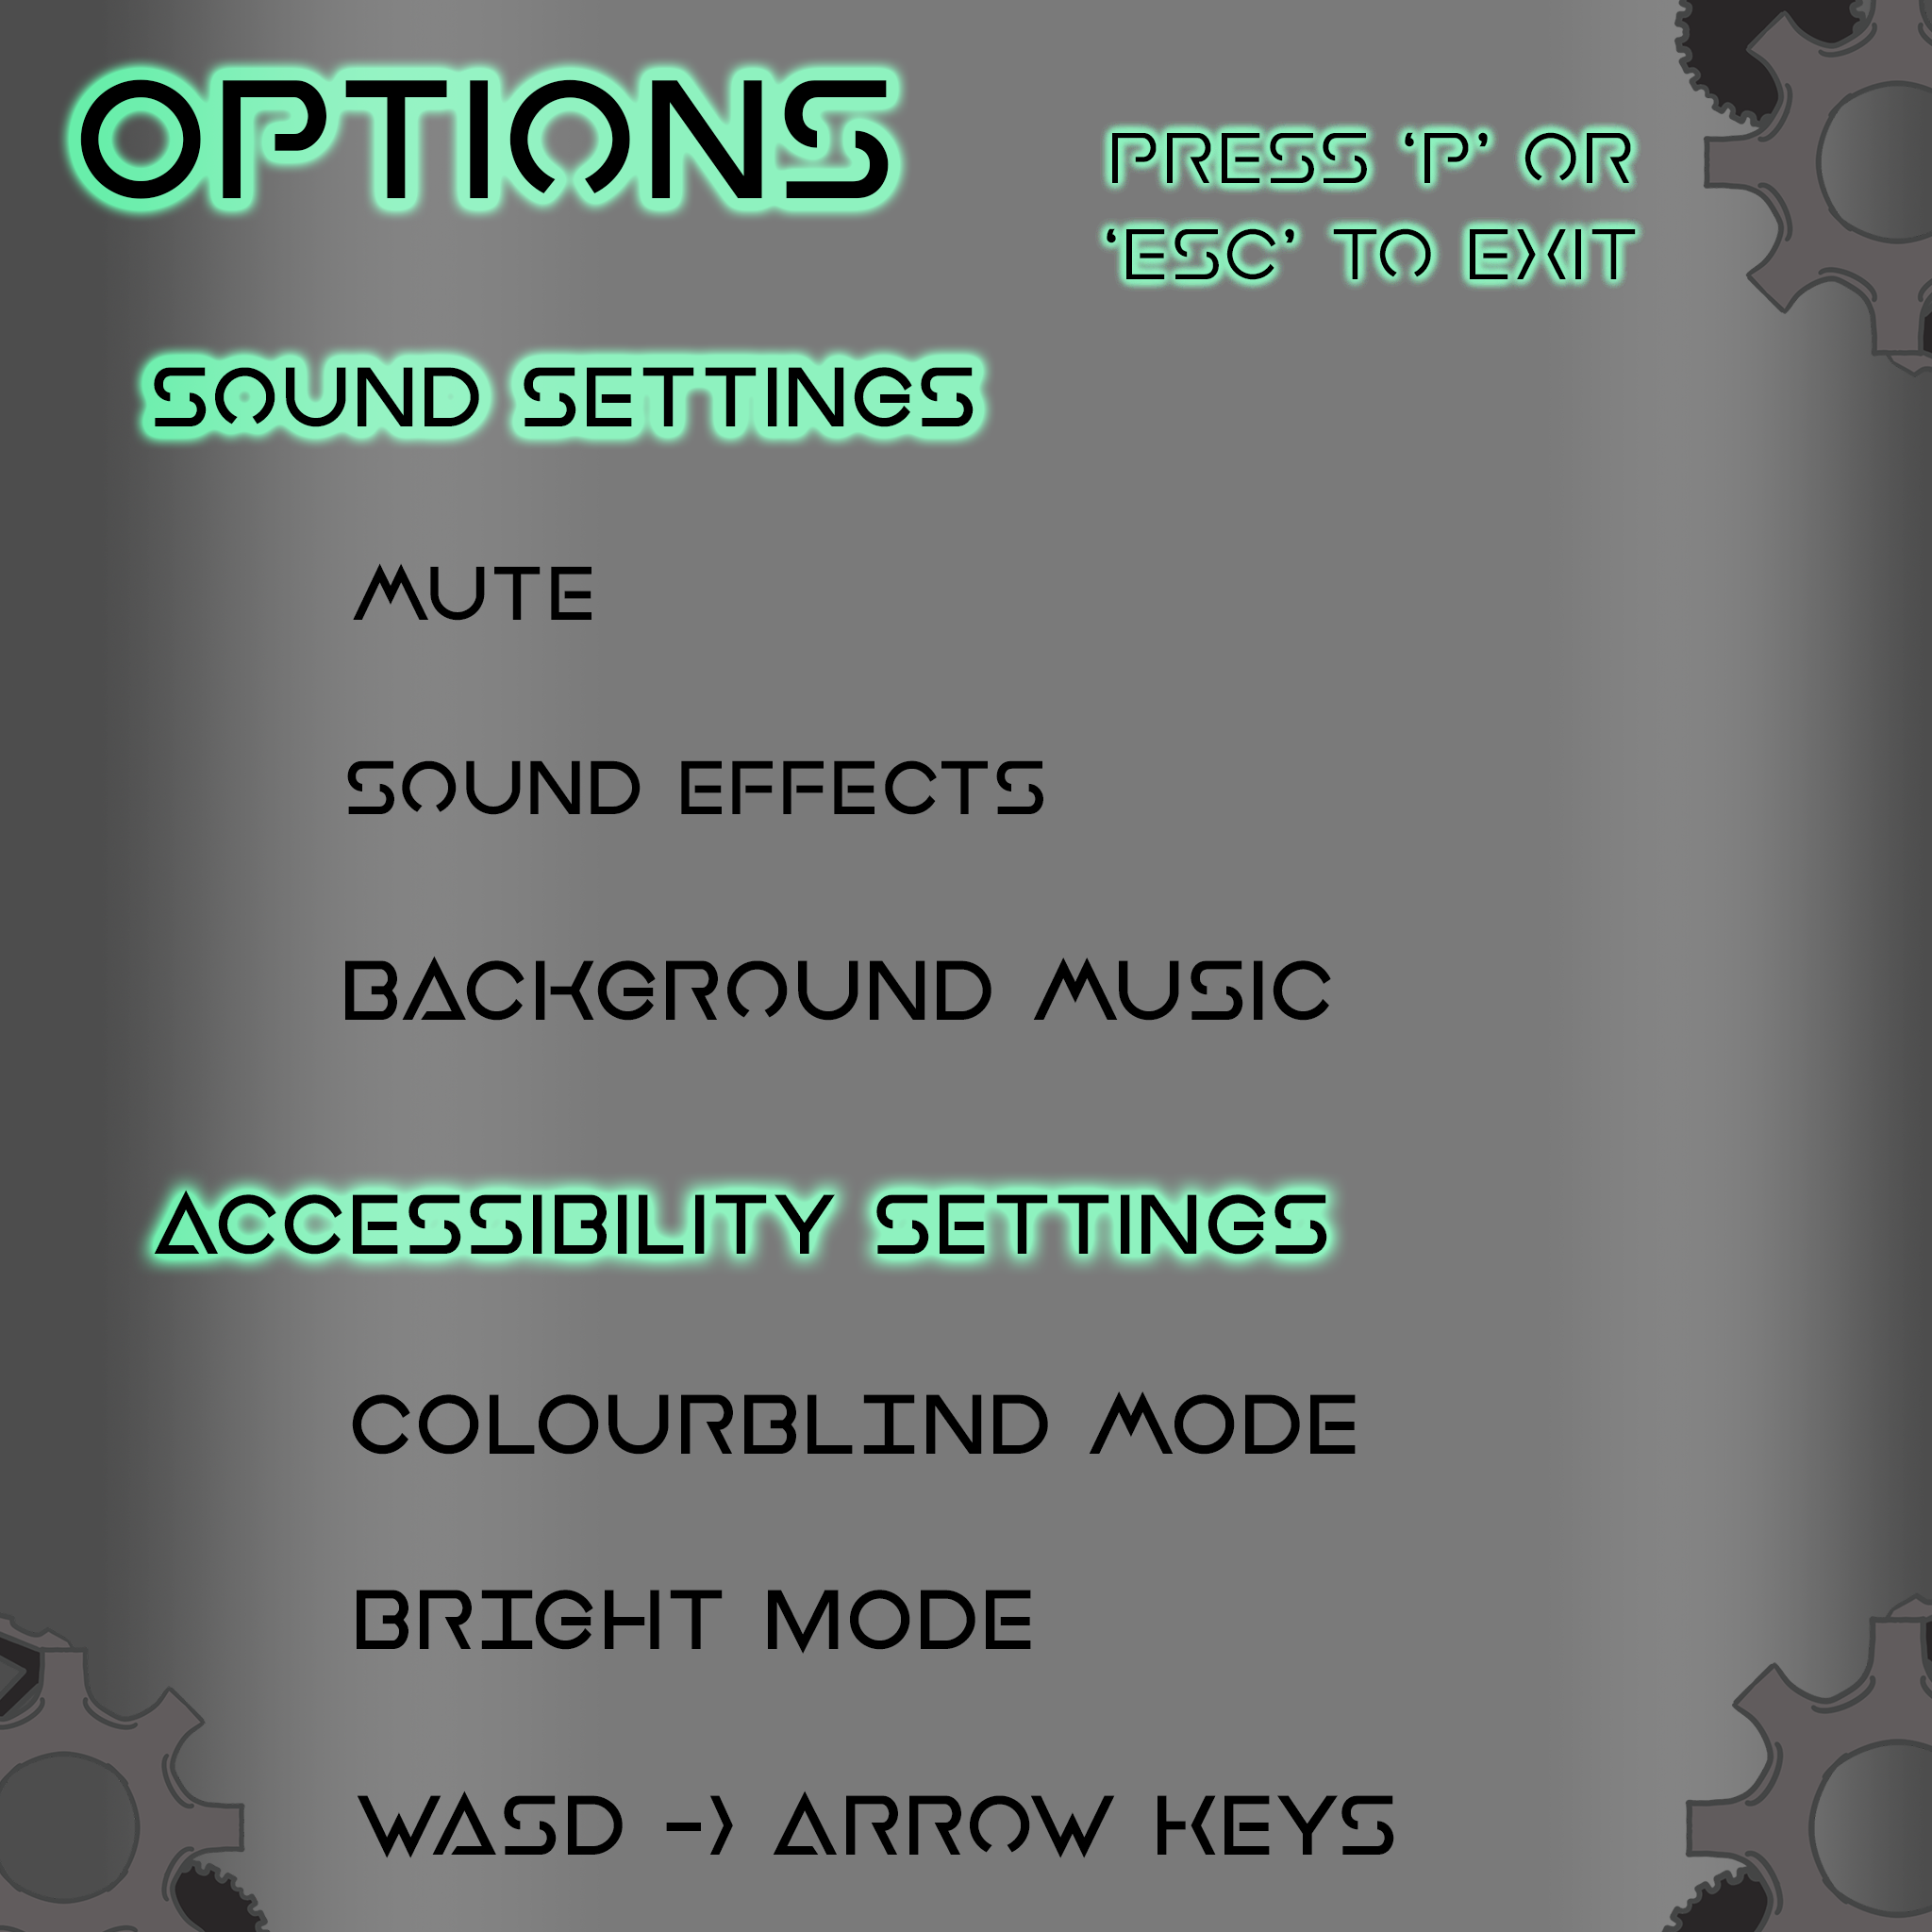 OPTIONS
PRESS 'P' OR
'ESC' TO EXIT
SOUND SETTINGS
MUTE
SOUND EFFECTS
BACKGROUND MUSIC
ACCESSIBILITY SETTINGS
COLOURBLIND MODE
BRIGHT MODE
WASD -> ARROW KEYS